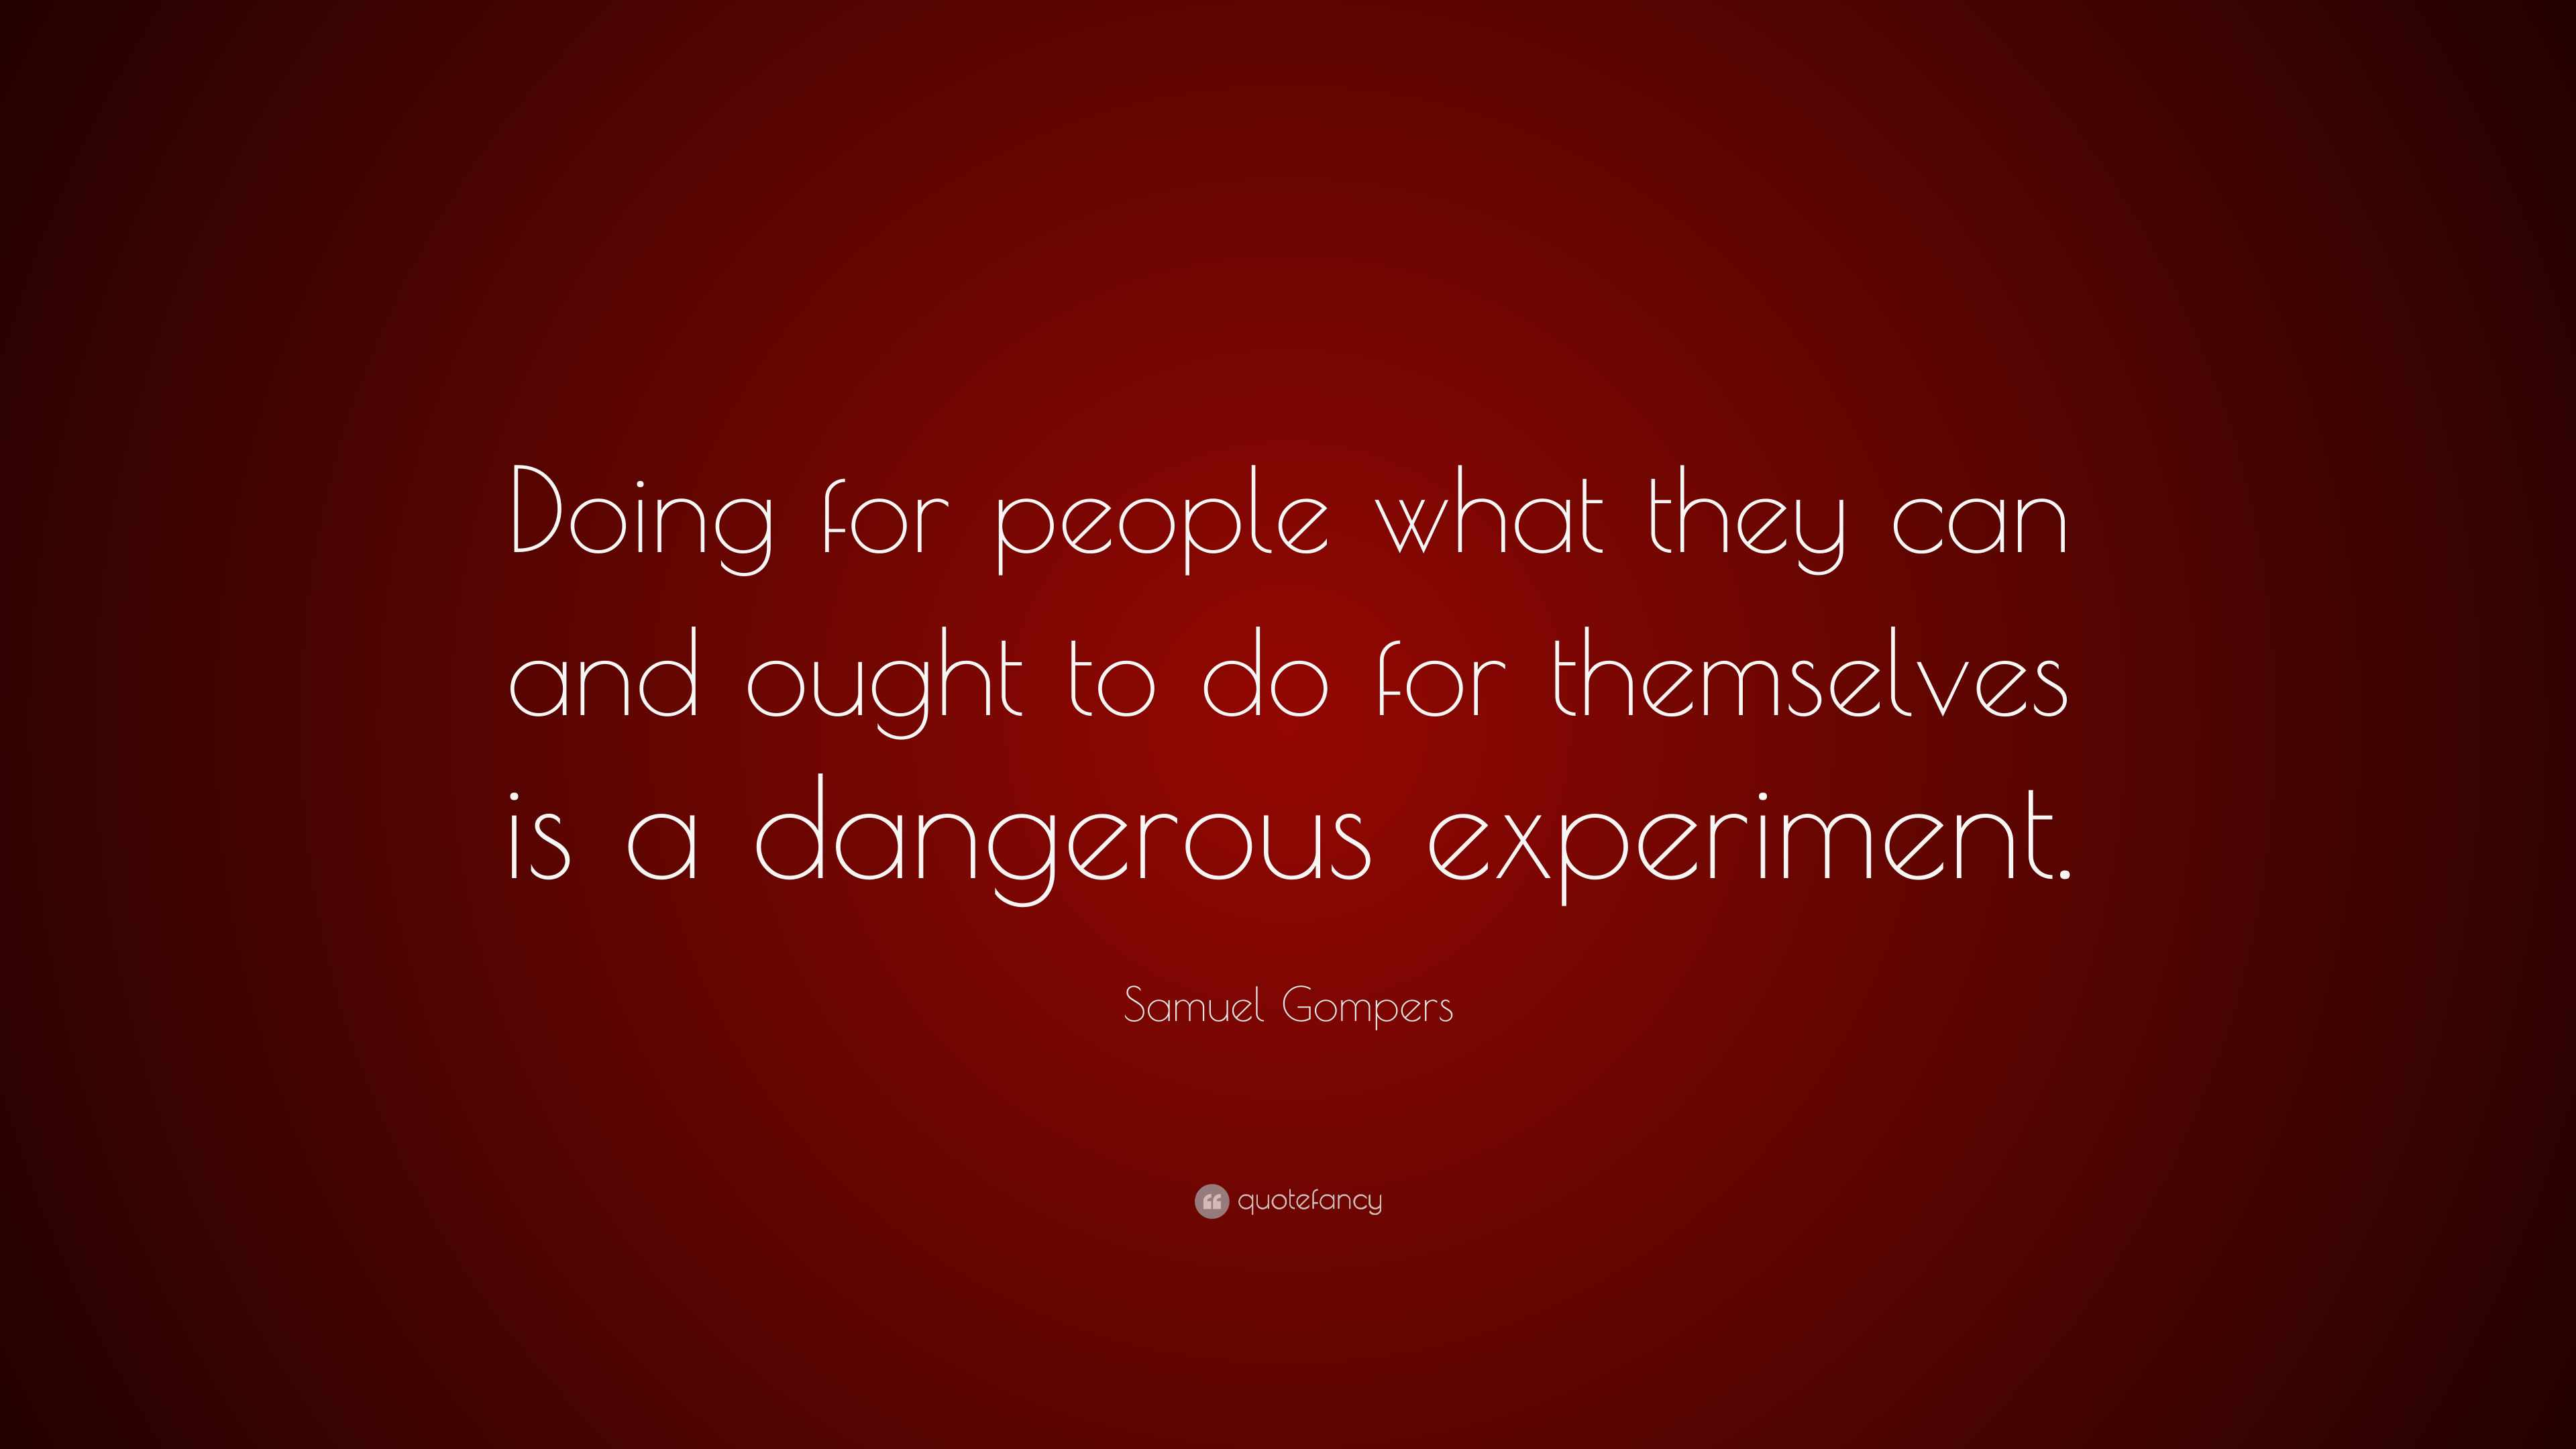 Doing for people what they can
and ought to do for themselves
is a dangerous experiment.
Samuel Gompers
quotefancy